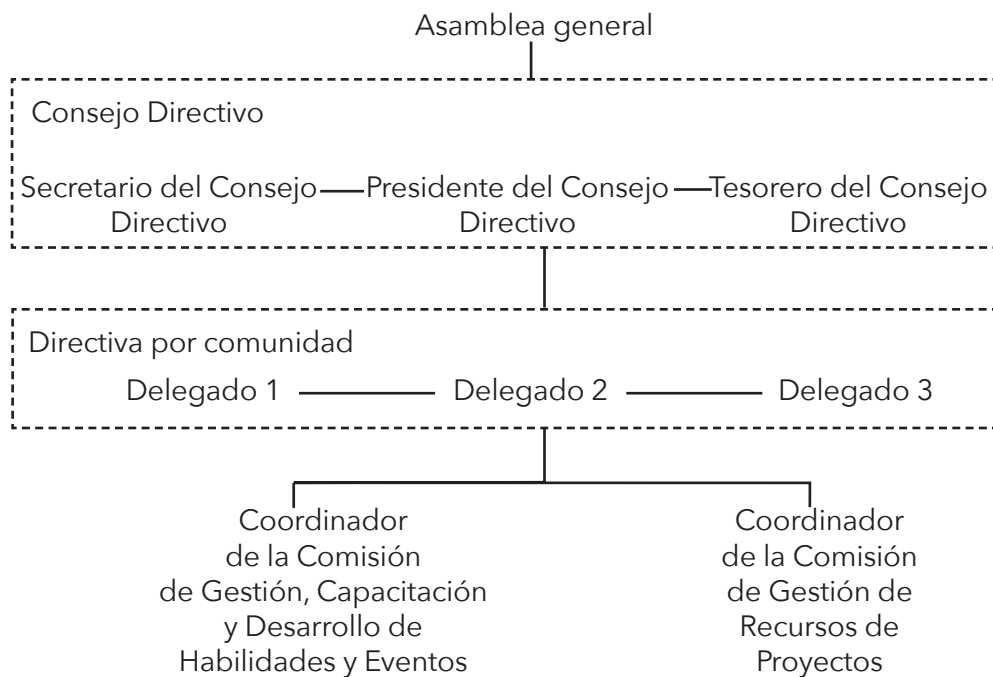 Asamblea general
Consejo Directivo
Secretario del Consejo Directivo
Presidente del Consejo Directivo
Tesorero del Consejo Directivo
Directiva por comunidad
Delegado 1
Delegado 2
Delegado 3
Coordinador
de la Comisión
de Gestión, Capacitación
y Desarrollo de
Habilidades y Eventos
Coordinador
de la Comisión
de Gestión de
Recursos de
Proyectos